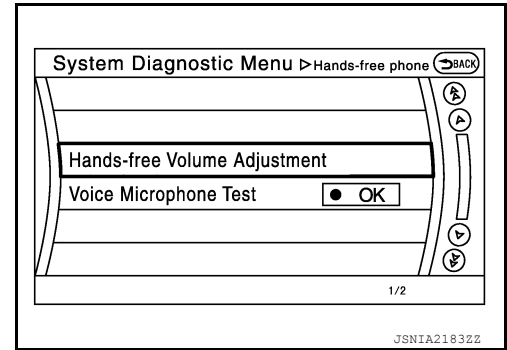 System Diagnostic Menu ▷Hands-free phone BACK
Hands-free Volume Adjustment
Voice Microphone Test ● OK
1/2
JSNIA2183ZZ